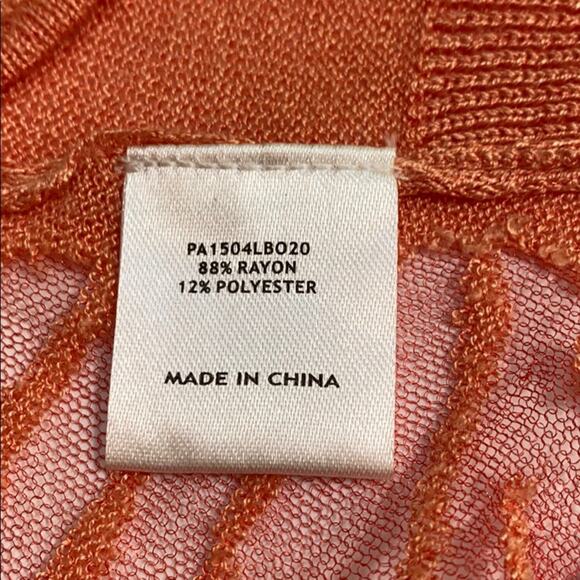 PA1504LBO20
88% RAYON
12% POLYESTER
MADE IN CHINA